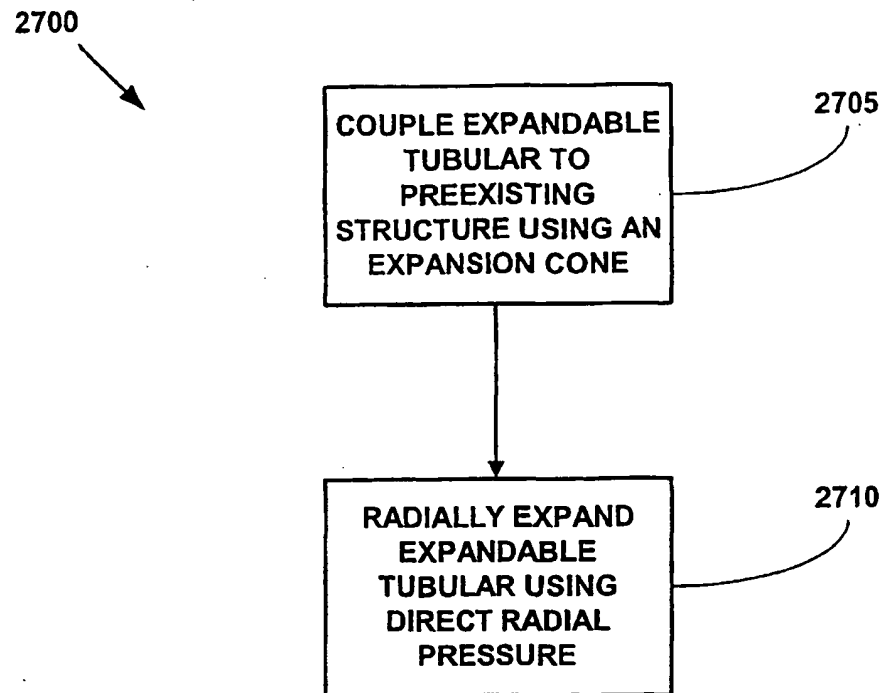 2700
COUPLE EXPANDABLE
TUBULAR TO
PREEXISTING
STRUCTURE USING AN
EXPANSION CONE
2705
RADIALLY EXPAND
EXPANDABLE
TUBULAR USING
DIRECT RADIAL
PRESSURE
2710